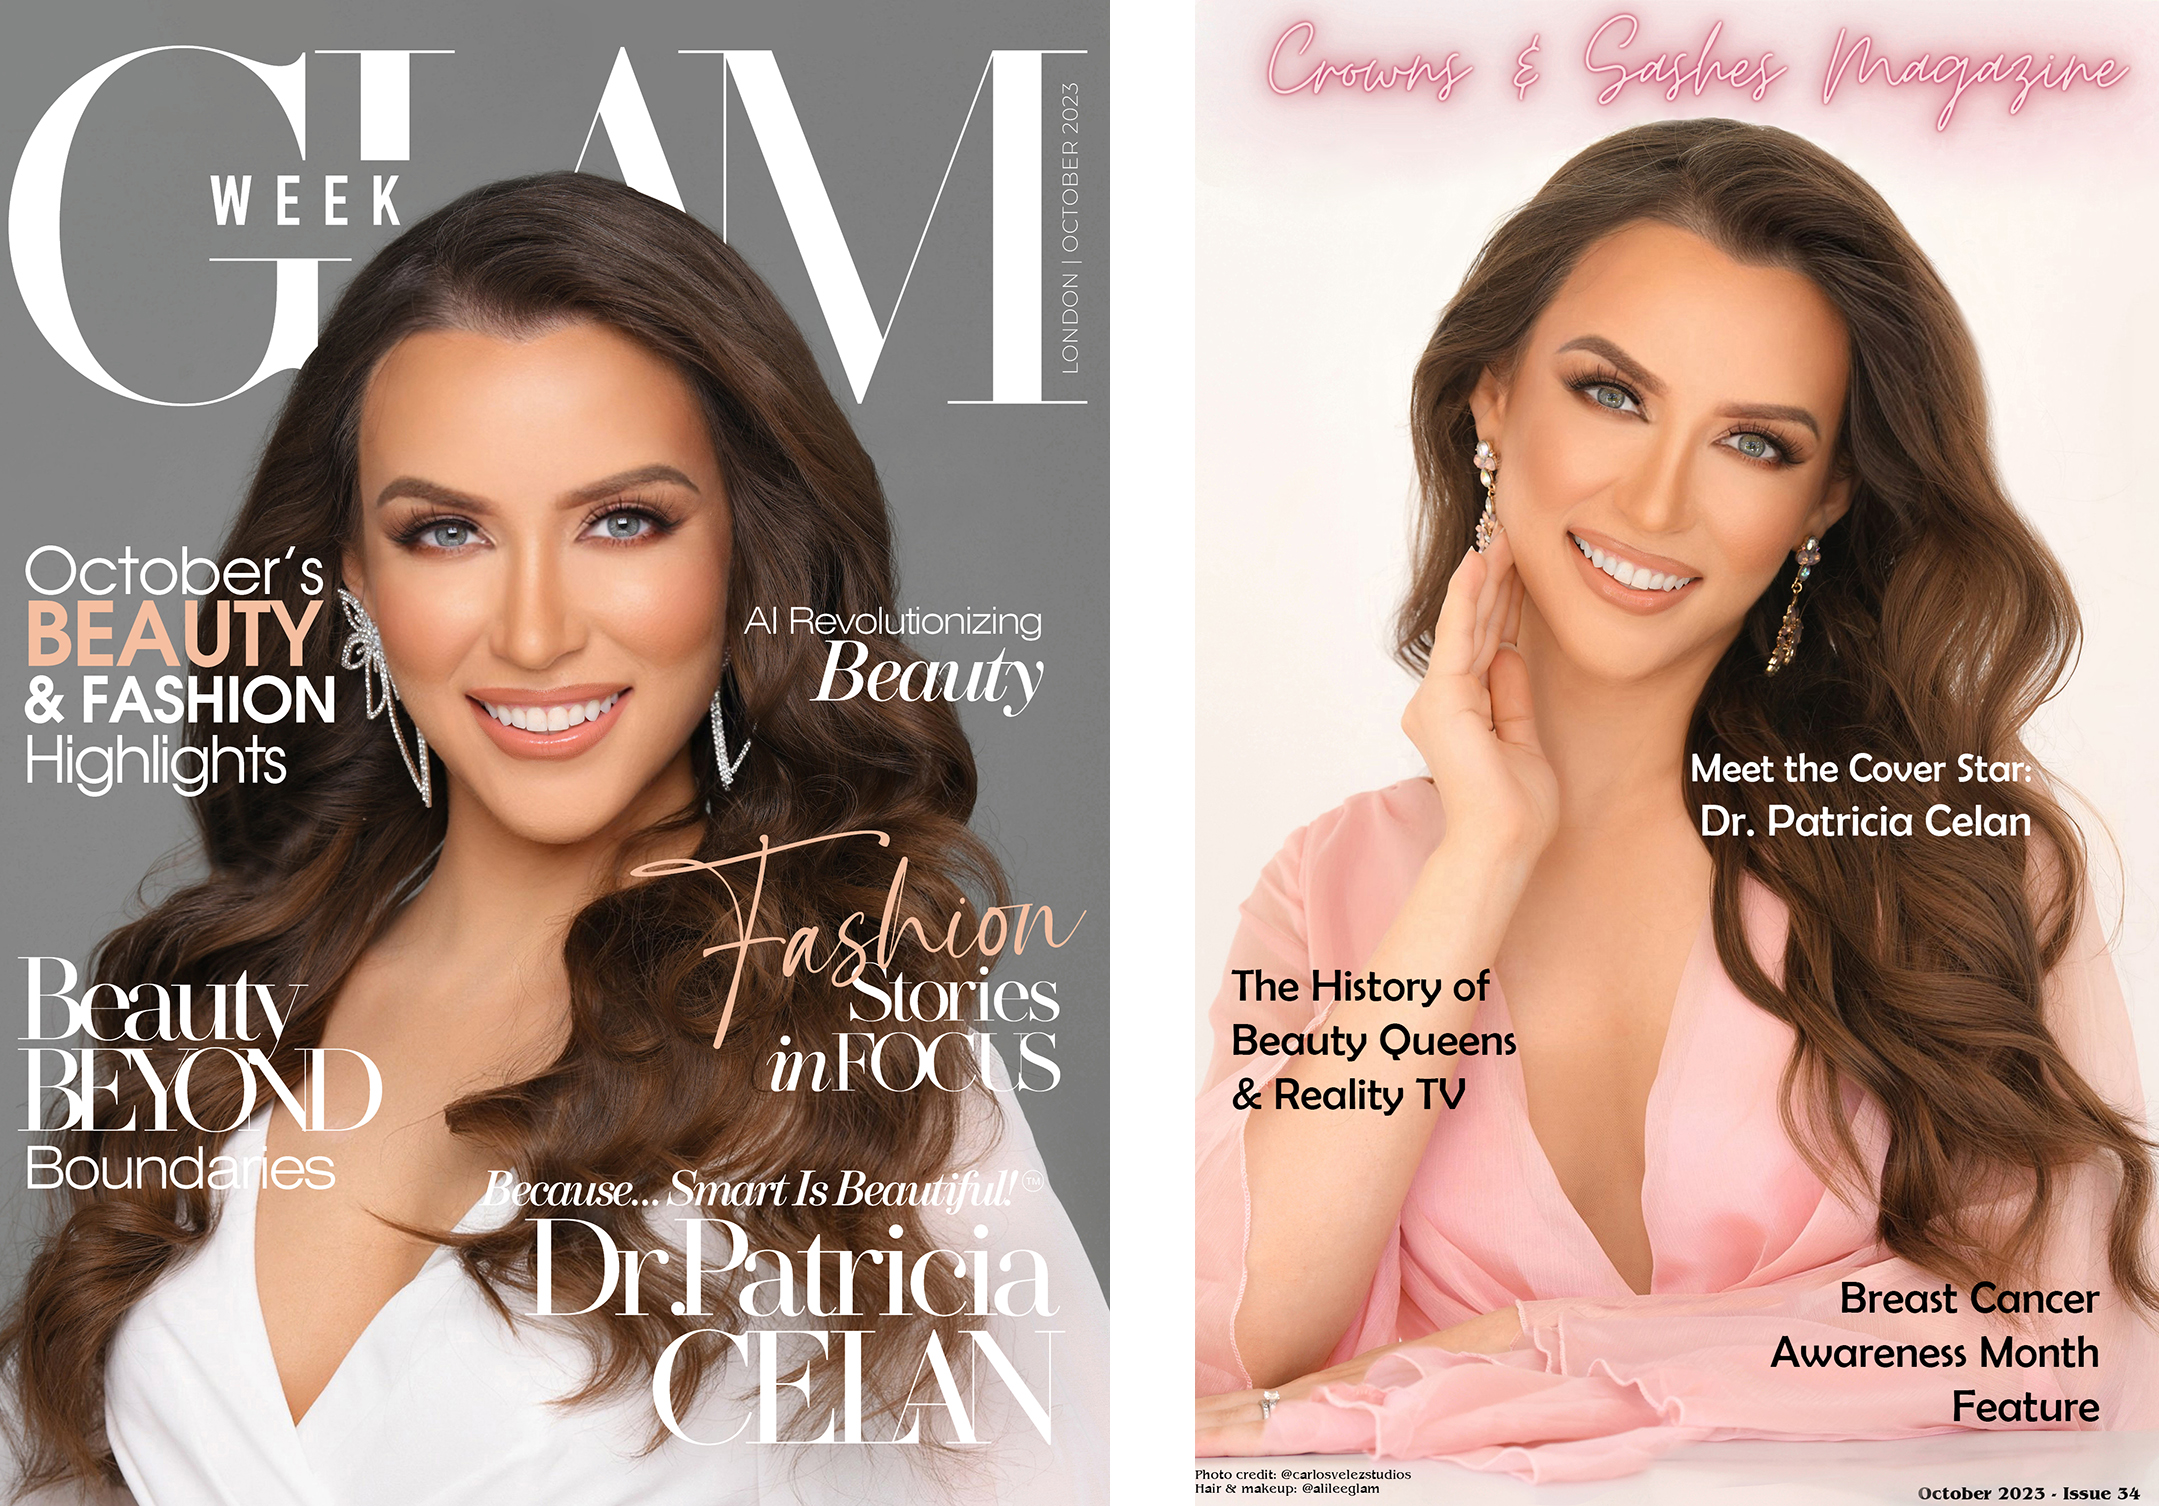 GLAM
WEEK
LONDON | OCTOBER 2023
October's
BEAUTY
& FASHION
Highlights
AI Revolutionizing
Beauty
Fashion
Stories
in FOCUS
Beauty
BEYOND
Boundaries
Because... Smart Is Beautiful!™
Dr. Patricia
CELAN
Crowns & Sashes Magazine
Meet the Cover Star:
Dr. Patricia Celan
The History of
Beauty Queens
& Reality TV
Breast Cancer
Awareness Month
Feature
Photo credit: @carlosvelezstudios
Hair & makeup: @alileeglam
October 2023 - Issue 34